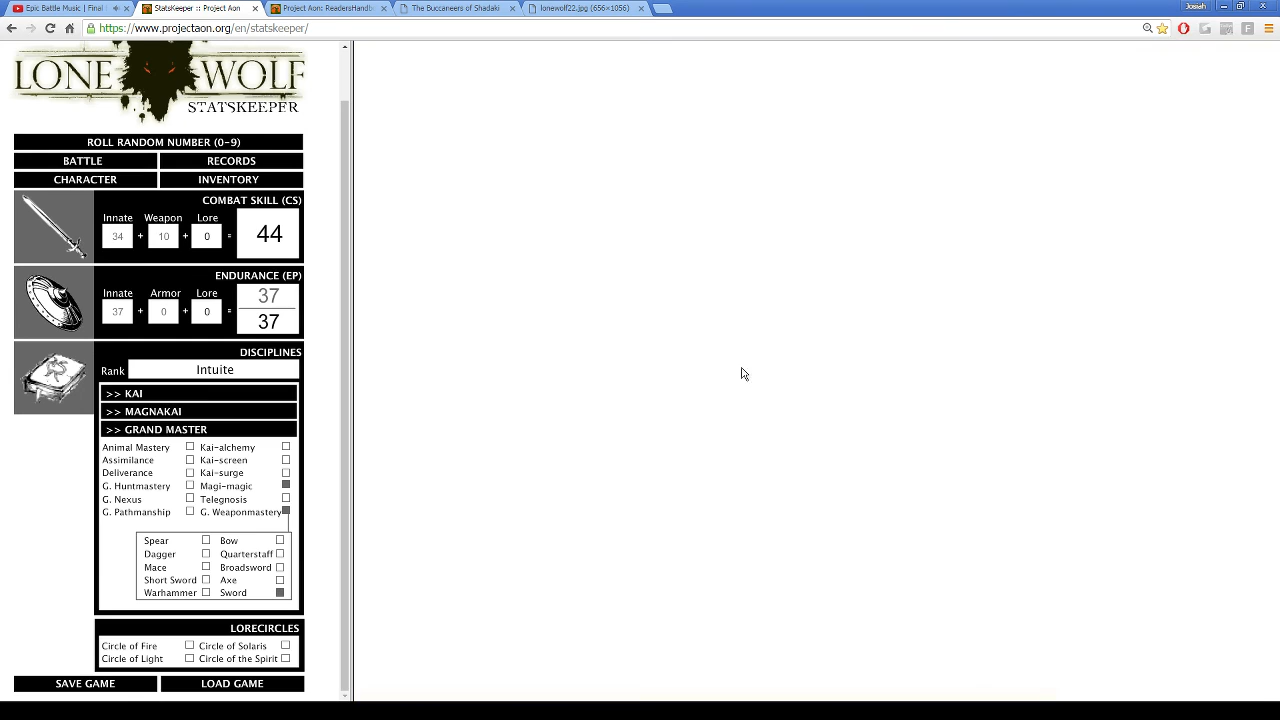 Epic Battle Music | Final
StatsKeeper :: Project Aon
Project Aon: ReadersHandb
The Buccaneers of Shadaki
lonewolf22.jpg (656×1056)
Josiah
https://www.projectaon.org/en/statskeeper/
LONE WOLF
STATSKEEPER
ROLL RANDOM NUMBER (0-9)
BATTLE RECORDS
CHARACTER INVENTORY
COMBAT SKILL (CS)
Innate Weapon Lore
34 + 10 + 0 = 44
ENDURANCE (EP)
Innate Armor Lore
37
37 + 0 + 0 =
37
DISCIPLINES
Rank Intuite
>> KAI
>> MAGNAKAI
>> GRAND MASTER
Animal Mastery Kai-alchemy
Assimilance Kai-screen
Deliverance Kai-surge
G. Huntmastery Magi-magic
G. Nexus Telegnosis
G. Pathmanship G. Weaponmastery
Spear Bow
Dagger Quarterstaff
Mace Broadsword
Short Sword Axe
Warhammer Sword
LORECIRCLES
Circle of Fire Circle of Solaris
Circle of Light Circle of the Spirit
SAVE GAME LOAD GAME